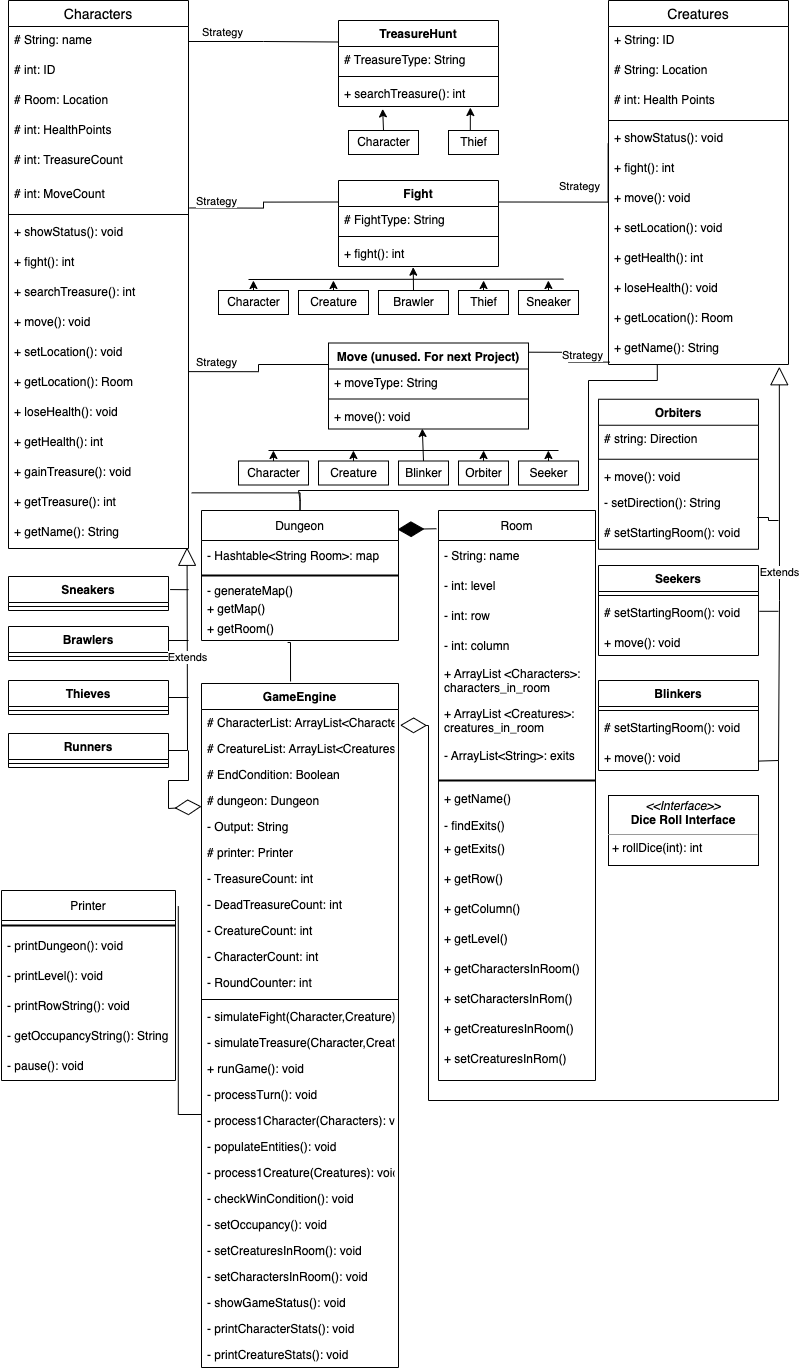 Characters
# String: name
# int: ID
# Room: Location
# int: HealthPoints
# int: TreasureCount
# int: MoveCount
+ showStatus(): void
+ fight(): int
+ searchTreasure(): int
+ move(): void
+ setLocation(): void
+ getLocation(): Room
+ loseHealth(): void
+ getHealth(): int
+ gainTreasure(): void
+ getTreasure(): int
+ getName(): String
Strategy
TreasureHunt
# TreasureType: String
+ searchTreasure(): int
Character
Thief
Strategy
Fight
# FightType: String
+ fight(): int
Strategy
Character
Creature
Brawler
Thief
Sneaker
Strategy
Move (unused. For next Project)
+ moveType: String
+ move(): void
Strategy
Character
Creature
Blinker
Orbiter
Seeker
Creatures
+ String: ID
# String: Location
# int: Health Points
+ showStatus(): void
+ fight(): int
+ move(): void
+ setLocation(): void
+ getHealth(): int
+ loseHealth(): void
+ getLocation(): Room
+ getName(): String
Orbiters
# string: Direction
+ move(): void
- setDirection(): String
# setStartingRoom(): void
Extends
Seekers
# setStartingRoom(): void
+ move(): void
Blinkers
# setStartingRoom(): void
+ move(): void
<<Interface>>
Dice Roll Interface
+ rollDice(int): int
Sneakers
Brawlers
Extends
Thieves
Runners
Dungeon
- Hashtable<String Room>: map
- generateMap()
+ getMap()
+ getRoom()
Room
- String: name
- int: level
- int: row
- int: column
+ ArrayList <Characters>:
characters_in_room
+ ArrayList <Creatures>:
creatures_in_room
- ArrayList<String>: exits
+ getName()
- findExits()
+ getExits()
+ getRow()
+ getColumn()
+ getLevel()
+ getCharactersInRoom()
+ setCharactersInRom()
+ getCreaturesInRoom()
+ setCreaturesInRom()
GameEngine
# CharacterList: ArrayList<Characte
# CreatureList: ArrayList<Creatures
# EndCondition: Boolean
# dungeon: Dungeon
- Output: String
# printer: Printer
- TreasureCount: int
- DeadTreasureCount: int
- CreatureCount: int
- CharacterCount: int
- RoundCounter: int
- simulateFight(Character,Creature)
- simulateTreasure(Character,Creat
+ runGame(): void
- processTurn(): void
- process1Character(Characters): v
- populateEntities(): void
- process1Creature(Creatures): voi
- checkWinCondition(): void
- setOccupancy(): void
- setCreaturesInRoom(): void
- setChartersInRoom(): void
- showGameStatus(): void
- printCharacterStats(): void
- printCreatureStats(): void
Printer
- printDungeon(): void
- printLevel(): void
- printRowString(): void
- getOccupancyString(): String
- pause(): void